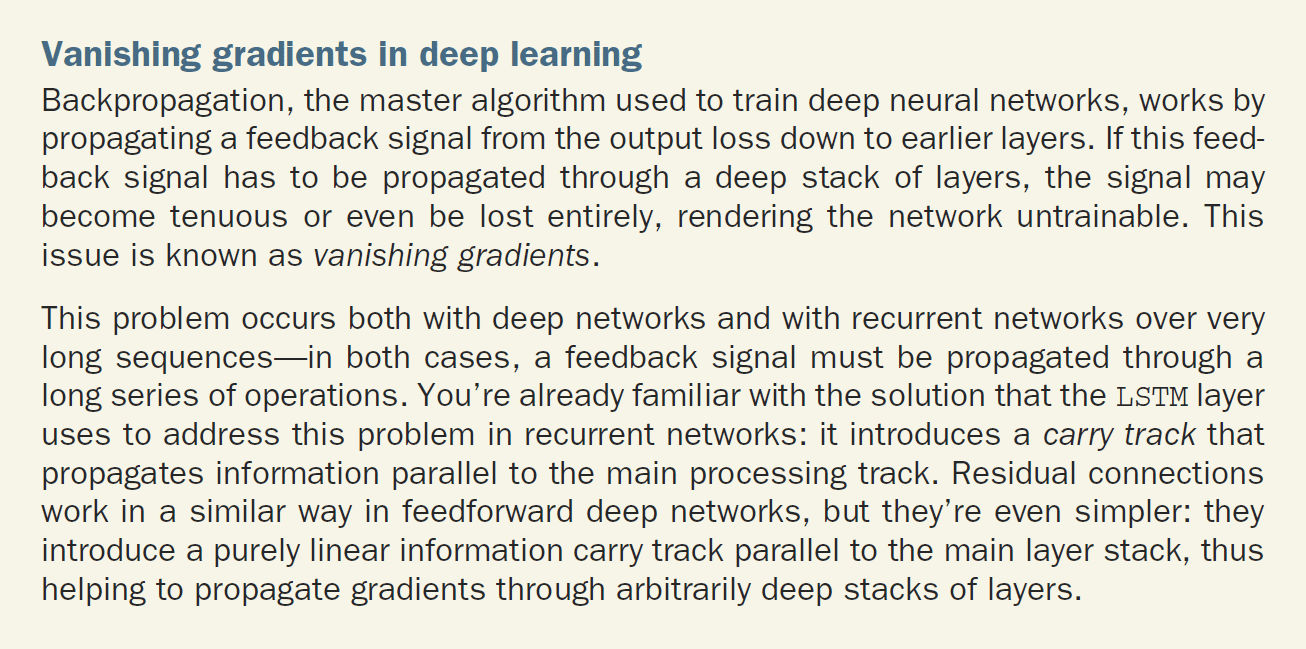 Vanishing gradients in deep learning
Backpropagation, the master algorithm used to train deep neural networks, works by
propagating a feedback signal from the output loss down to earlier layers. If this feed-
back signal has to be propagated through a deep stack of layers, the signal may
become tenuous or even be lost entirely, rendering the network untrainable. This
issue is known as vanishing gradients.
This problem occurs both with deep networks and with recurrent networks over very
long sequences—in both cases, a feedback signal must be propagated through a
long series of operations. You're already familiar with the solution that the LSTM layer
uses to address this problem in recurrent networks: it introduces a carry track that
propagates information parallel to the main processing track. Residual connections
work in a similar way in feedforward deep networks, but they're even simpler: they
introduce a purely linear information carry track parallel to the main layer stack, thus
helping to propagate gradients through arbitrarily deep stacks of layers.